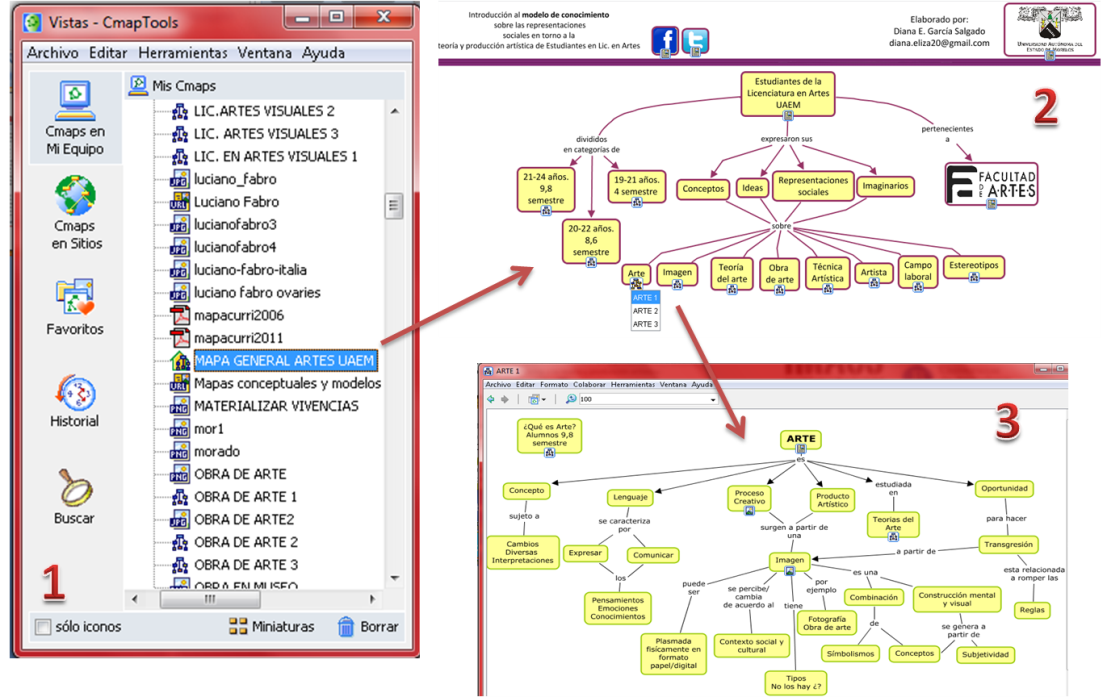 Vistas - CmapTools
Archivo Editar Herramientas Ventana Ayuda
Cmaps en
Mi Equipo
Cmaps
en Sitios
Favoritos
Historial
Buscar
1
Mis Cmaps
LIC.ARTES VISUALES 2
LIC. ARTES VISUALES 3
LIC. EN ARTES VISUALES 1
luciano_fabro
Luciano Fabro
lucianofabro3
lucianofabro4
luciano-fabro-italia
luciano fabro ovaries
mapacurri2006
mapacurri2011
MAPA GENERAL ARTES UAEM
Mapas conceptuales y modelos
MATERIALIZAR VIVENCIAS
mor1
morado
OBRA DE ARTE
OBRA DE ARTE 1
OBRA DE ARTE2
OBRA DE ARTE 2
OBRA DE ARTE 3
OBRA EN MUSEO
sólo iconos
Miniaturas
Borrar
Introducción al modelo de conocimiento
sobre las representaciones
sociales en torno a la
teoría y producción artística de Estudiantes en Lic. en Artes
Elaborado por:
Diana E. García Salgado
diana.eliza20@gmail.com
Universidad Autónoma del
Estado de Morelos
2
Estudiantes de la
Licenciatura en Artes
UAEM
divididos
en categorías de
expresaron sus
pertenecientes
a
21-24 años.
9,8
semestre
19-21 años.
4 semestre
20-22 años.
8,6
semestre
Conceptos
Ideas
Representaciones
sociales
Imaginarios
FACULTAD
DE ARTES
sobre
Arte
Imagen
Teoría
del arte
Obra
de arte
Técnica
Artística
Artista
Campo
laboral
Estereotipos
ARTE 1
ARTE 2
ARTE 3
ARTE 1
Archivo Editar Formato Colaborar Herramientas Ventana Ayuda
100
3
¿Qué es Arte?
Alumnos 9,8
semestre
ARTE
es
Concepto
Lenguaje
Proceso
Creativo
Producto
Artístico
estudiada
en
Oportunidad
sujeto a
se caracteriza
por
surgen a partir de
una
Teorias del
Arte
para hacer
Cambios
Diversas
Interpretaciones
Expresar
Comunicar
Imagen
a partir de
Transgresión
los
Pensamientos
Emociones
Conocimientos
puede
ser
se percibe/
cambia
de acuerdo al
tiene
por
ejemplo
es una
esta relacionada
a romper las
Fotografía
Obra de arte
Combinación
Construcción mental
y visual
Reglas
Plasmada
fisicamente en
formato
papel/digital
Contexto social y
cultural
de
se genera a
partir de
Símbolismos
Conceptos
Subjetividad
Tipos
No los hay ¿?